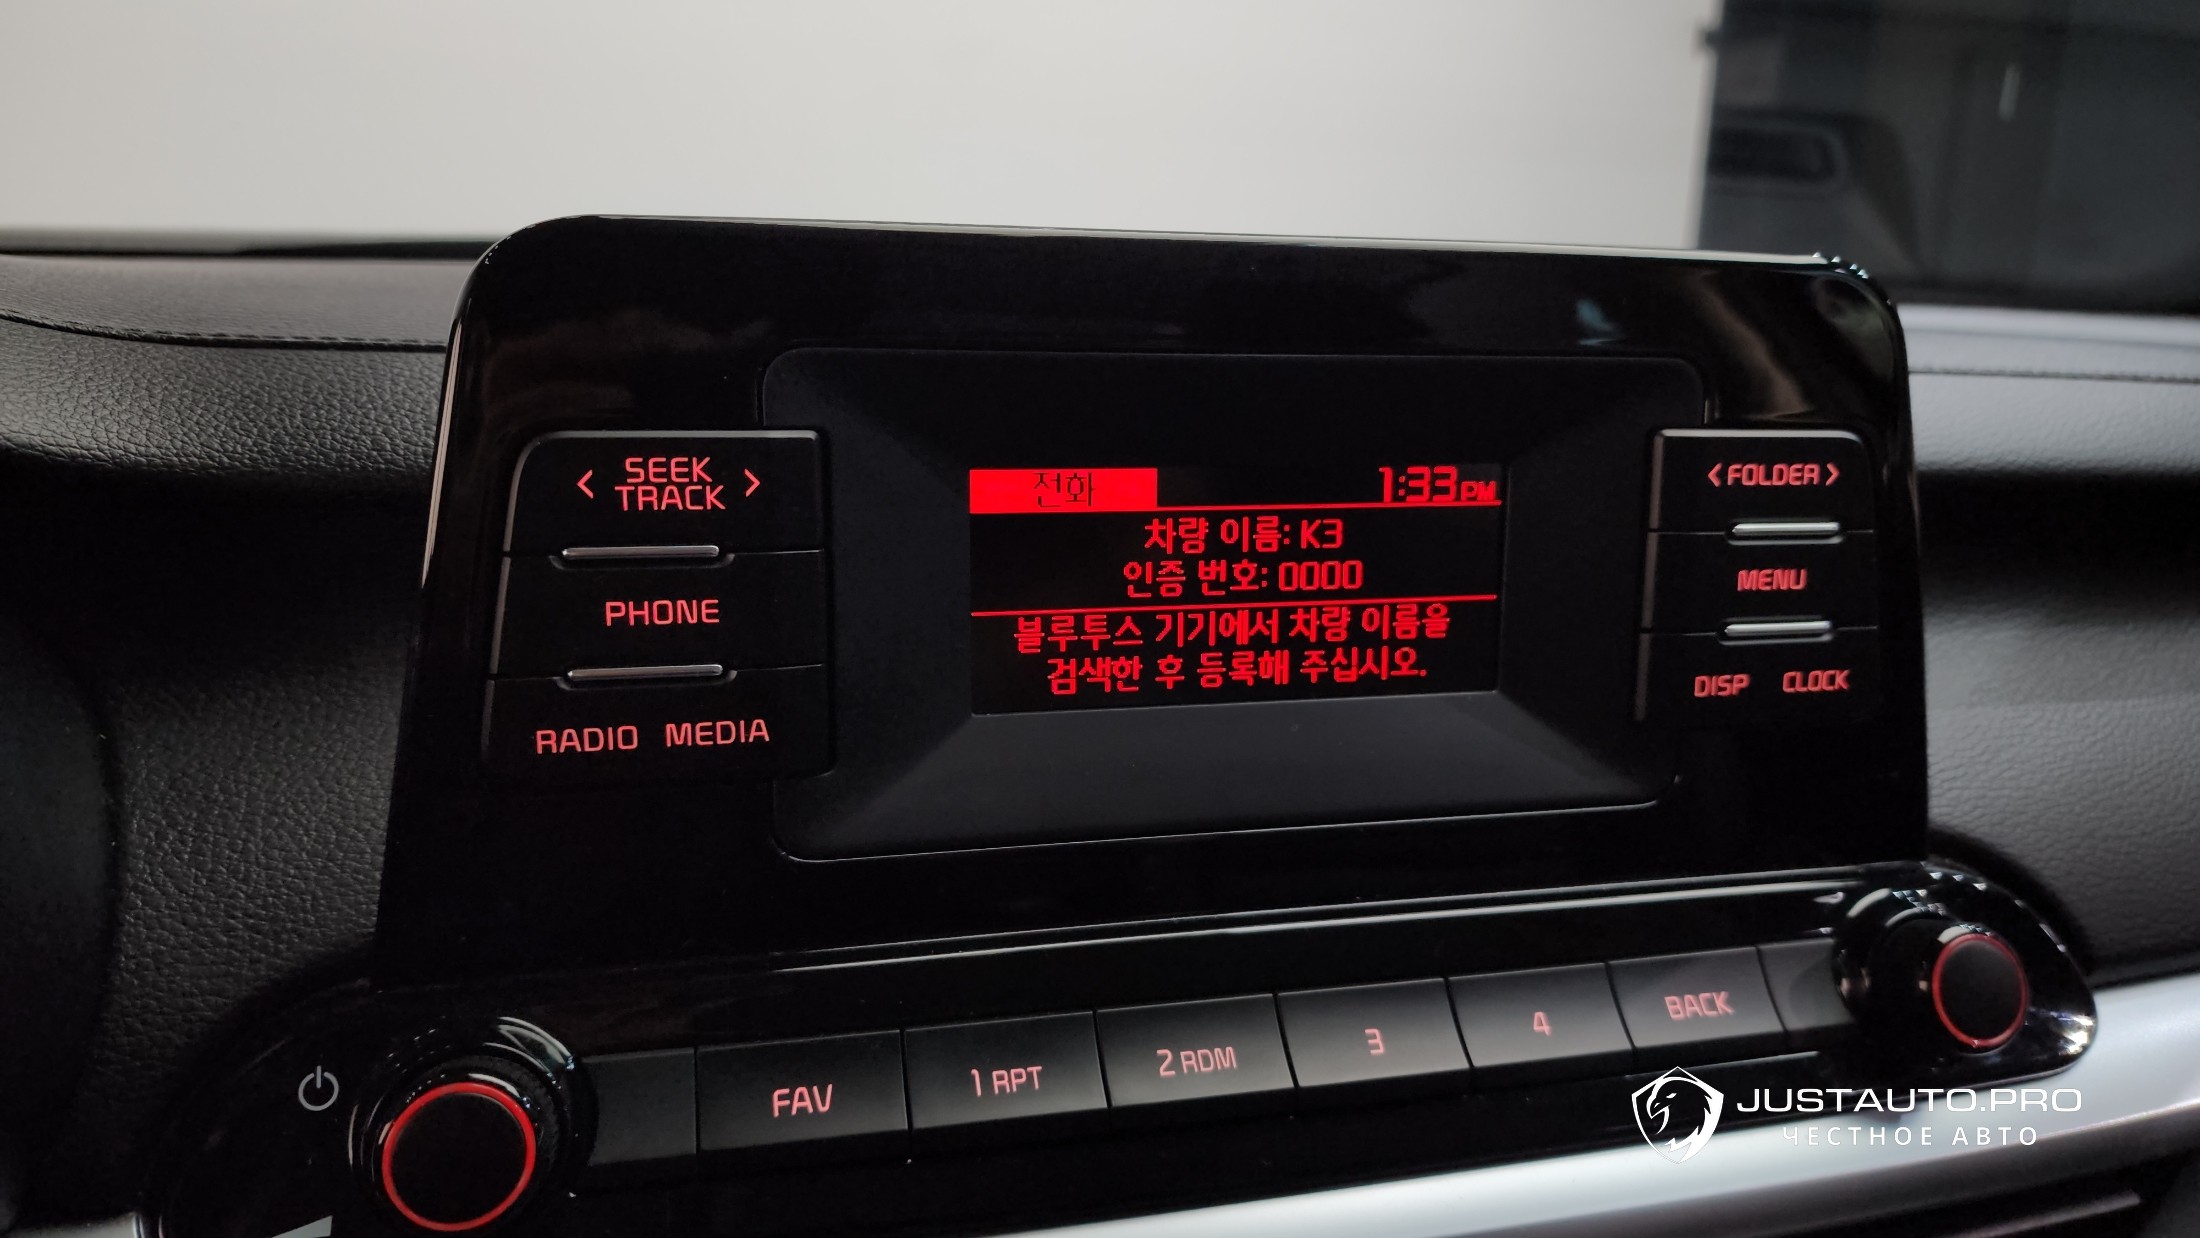 < SEEK >
TRACK
PHONE
RADIO MEDIA
전화 1:33PM
차량 이름: K3
인증 번호: 0000
블루투스 기기에서 차량 이름을
검색한 후 등록해 주십시오.
< FOLDER >
MENU
DISP CLOCK
FAV 1 RPT 2 RDM 3 4 BACK
JUSTAUTO.PRO
ЧЕСТНОЕ АВТО